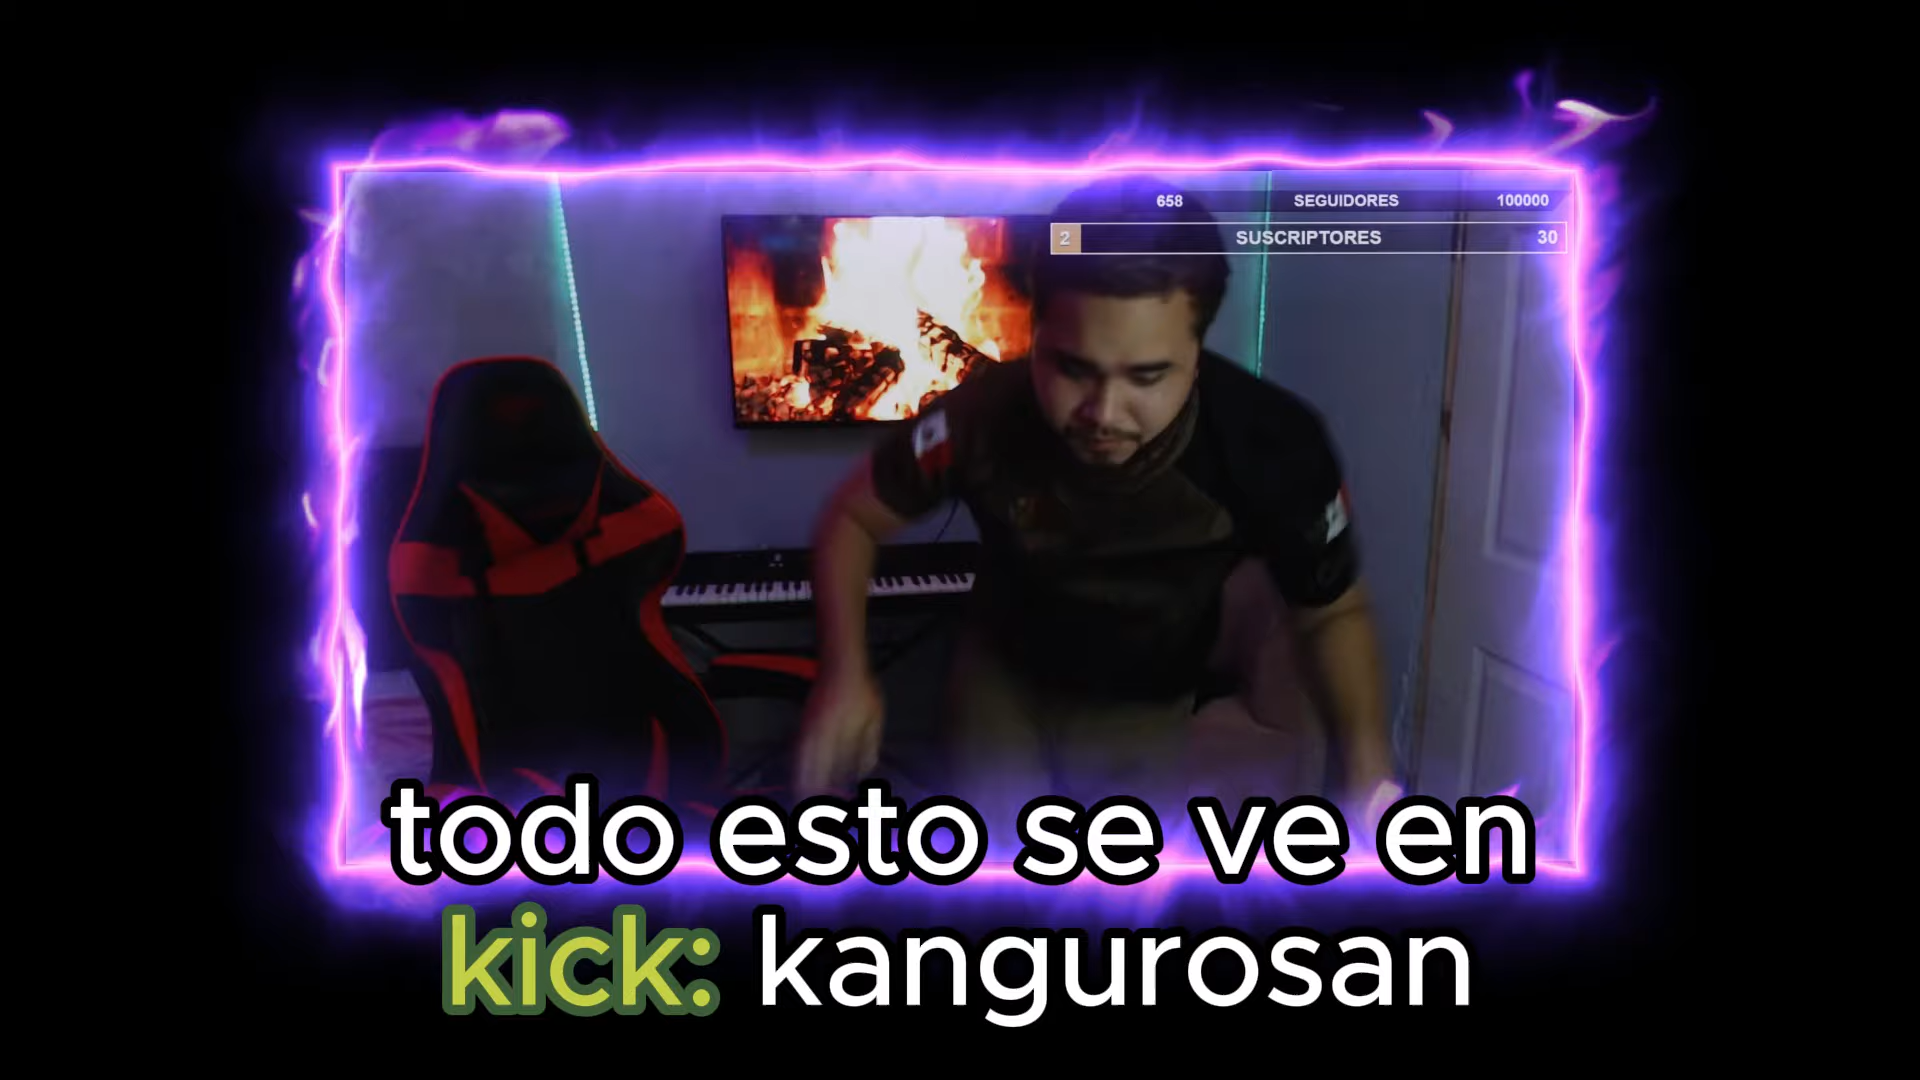 658 SEGUIDORES 100000
2 SUSCRIPTORES 30
todo esto se ve en
kick: kangurosan